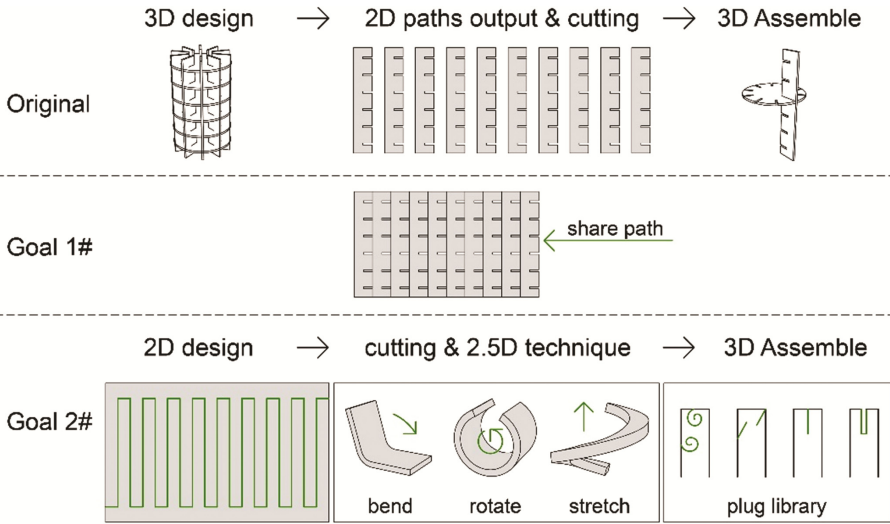 3D design → 2D paths output & cutting → 3D Assemble
Original
Goal 1#
share path
2D design → cutting & 2.5D technique → 3D Assemble
Goal 2#
bend rotate stretch plug library